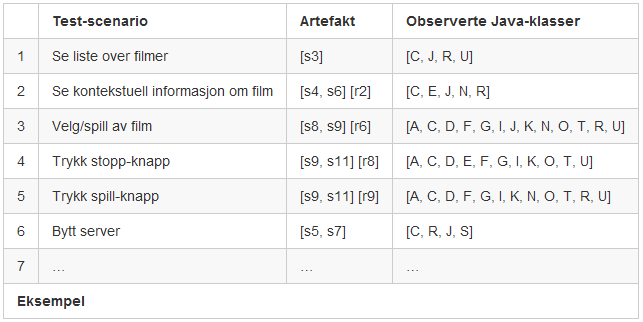 Test-scenario Artefakt Observerte Java-klasser
1 Se liste over filmer [s3] [C, J, R, U]
2 Se kontekstuell informasjon om film [s4, s6] [r2] [C, E, J, N, R]
3 Velg/spill av film [s8, s9] [r6] [A, C, D, F, G, I, J, K, N, O, T, R, U]
4 Trykk stopp-knapp [s9, s11] [r8] [A, C, D, E, F, G, I, K, O, T, U]
5 Trykk spill-knapp [s9, s11] [r9] [A, C, D, F, G, I, K, N, O, T, R, U]
6 Bytt server [s5, s7] [C, R, J, S]
7 … … …
Eksempel